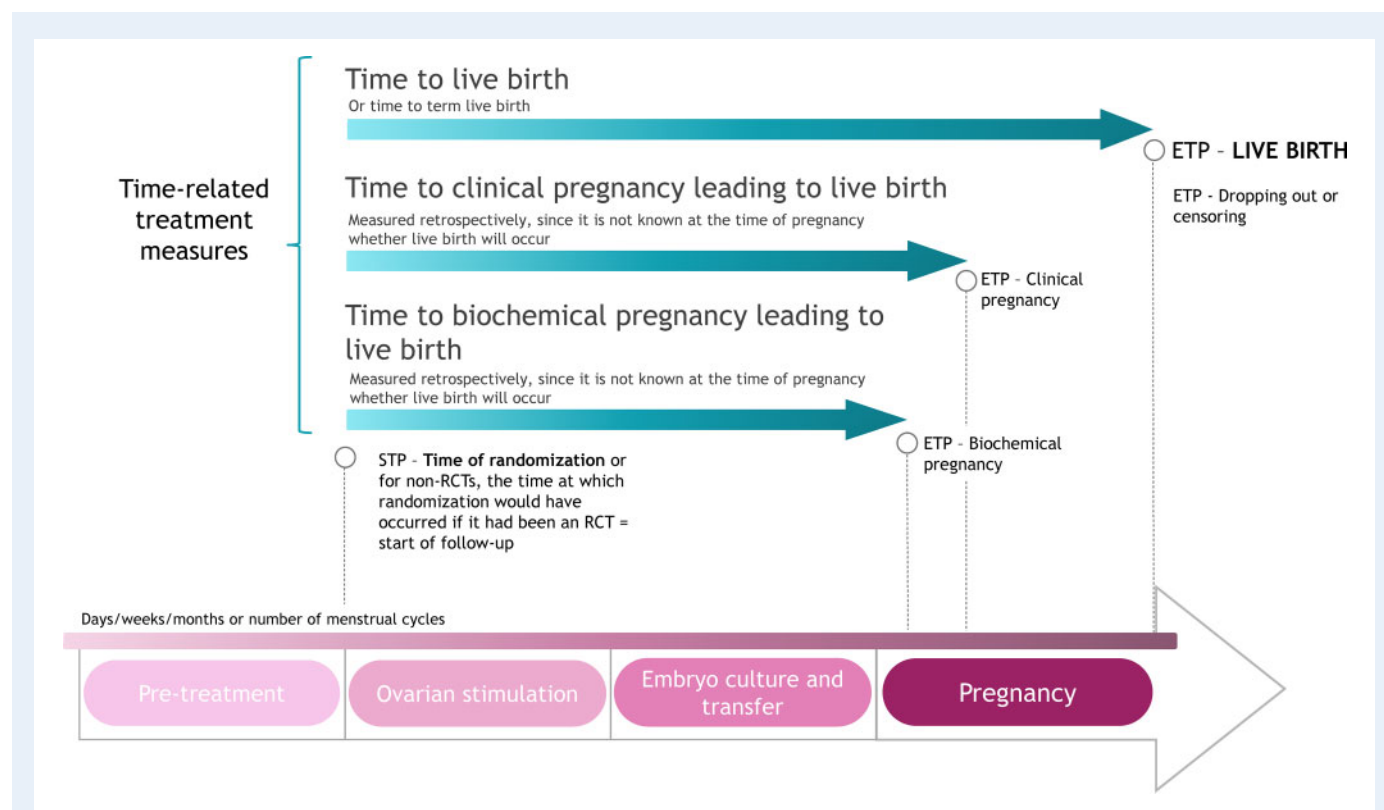 Time to live birth
Or time to term live birth
ETP – LIVE BIRTH
ETP - Dropping out or
censoring
Time-related
treatment
measures
Time to clinical pregnancy leading to live birth
Measured retrospectively, since it is not known at the time of pregnancy
whether live birth will occur
ETP – Clinical
pregnancy
Time to biochemical pregnancy leading to
live birth
Measured retrospectively, since it is not known at the time of pregnancy
whether live birth will occur
ETP – Biochemical
pregnancy
STP – Time of randomization or
for non-RCTs, the time at which
randomization would have
occurred if it had been an RCT =
start of follow-up
Days/weeks/months or number of menstrual cycles
Pre-treatment
Ovarian stimulation
Embryo culture and
transfer
Pregnancy